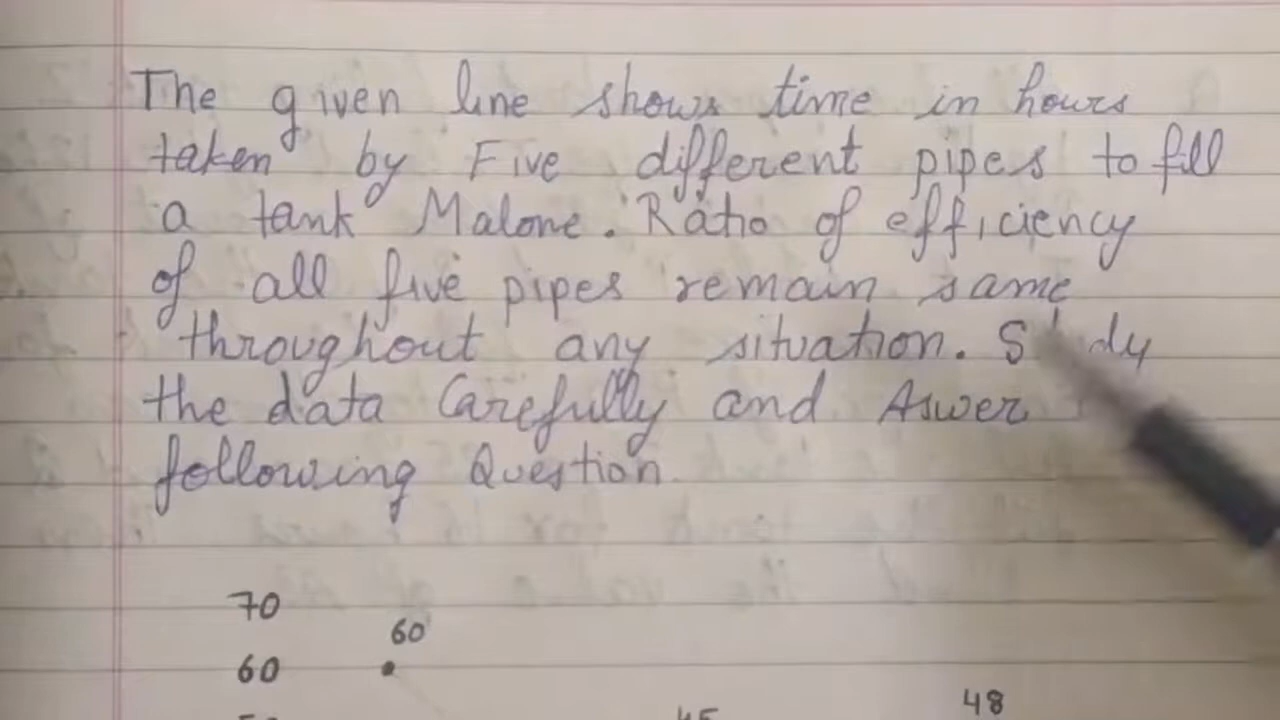 The given line shows time in hours
taken by Five different pipes to fill
a tank Malone. Ratio of efficiency
of all five pipes remain same
throughout any situation.
the data Carefully and Aswer
following Question.
70
60
60
48